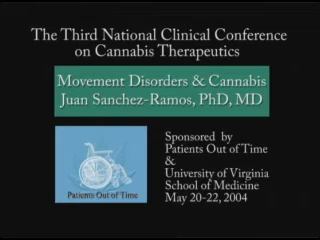 The Third National Clinical Conference
on Cannabis Therapeutics
Movement Disorders & Cannabis
Juan Sanchez-Ramos, PhD, MD
Patients Out of Time
Sponsored by
Patients Out of Time
&
University of Virginia
School of Medicine
May 20-22, 2004